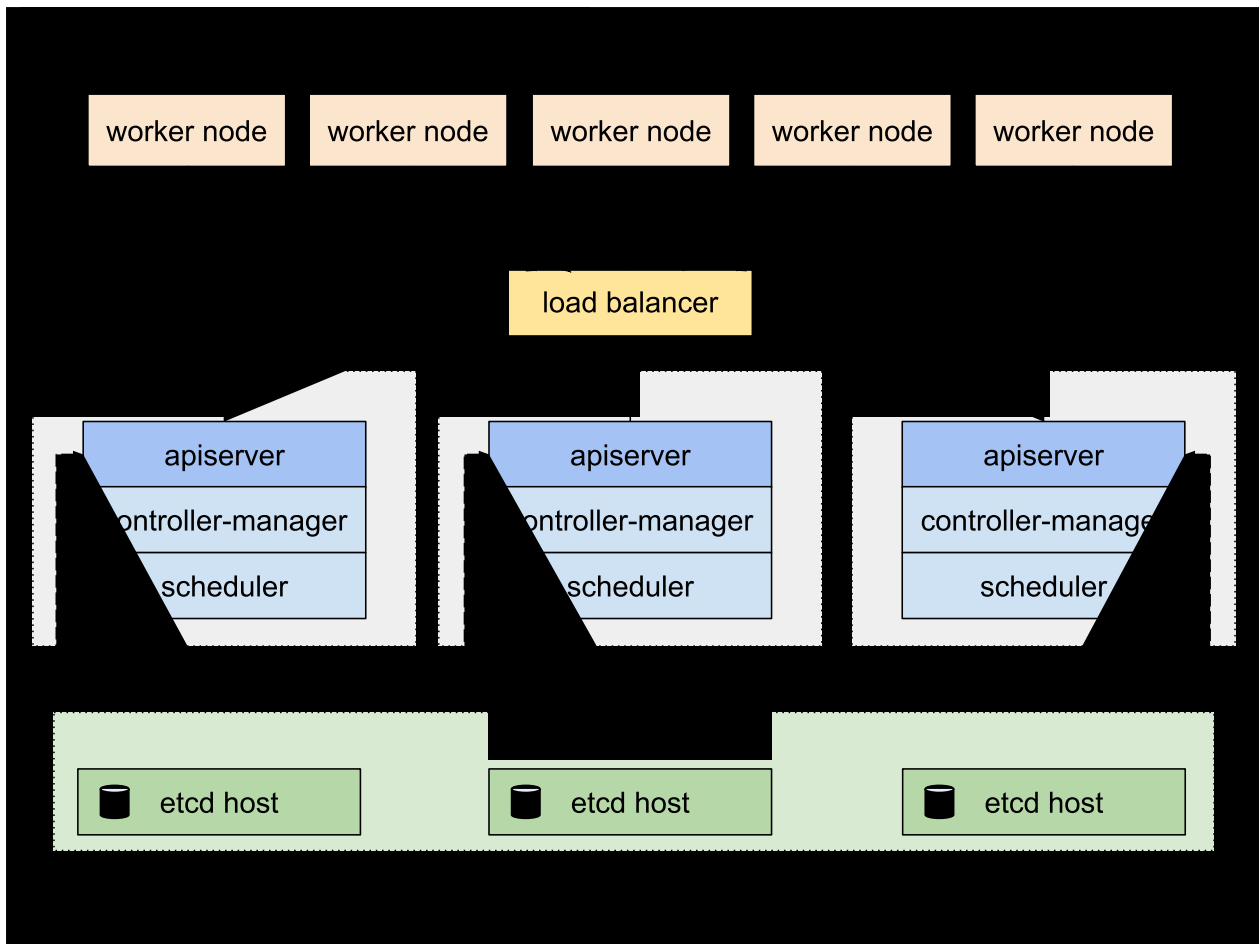 worker node
worker node
worker node
worker node
worker node
load balancer
apiserver
apiserver
apiserver
ontroller-manager
ontroller-manager
controller-manage
scheduler
scheduler
scheduler
etcd host
etcd host
etcd host